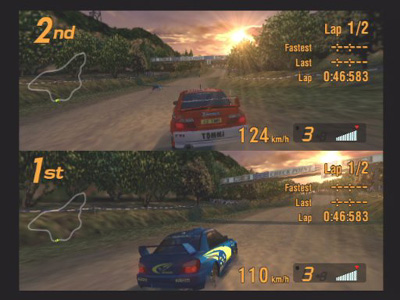 2nd
Lap 1/2
Fastest --:--:---
Last --:--:---
Lap 0:46:583
124 km/h
3
1st
Lap 1/2
Fastest --:--:---
Last --:--:---
Lap 0:46:583
110 km/h
3